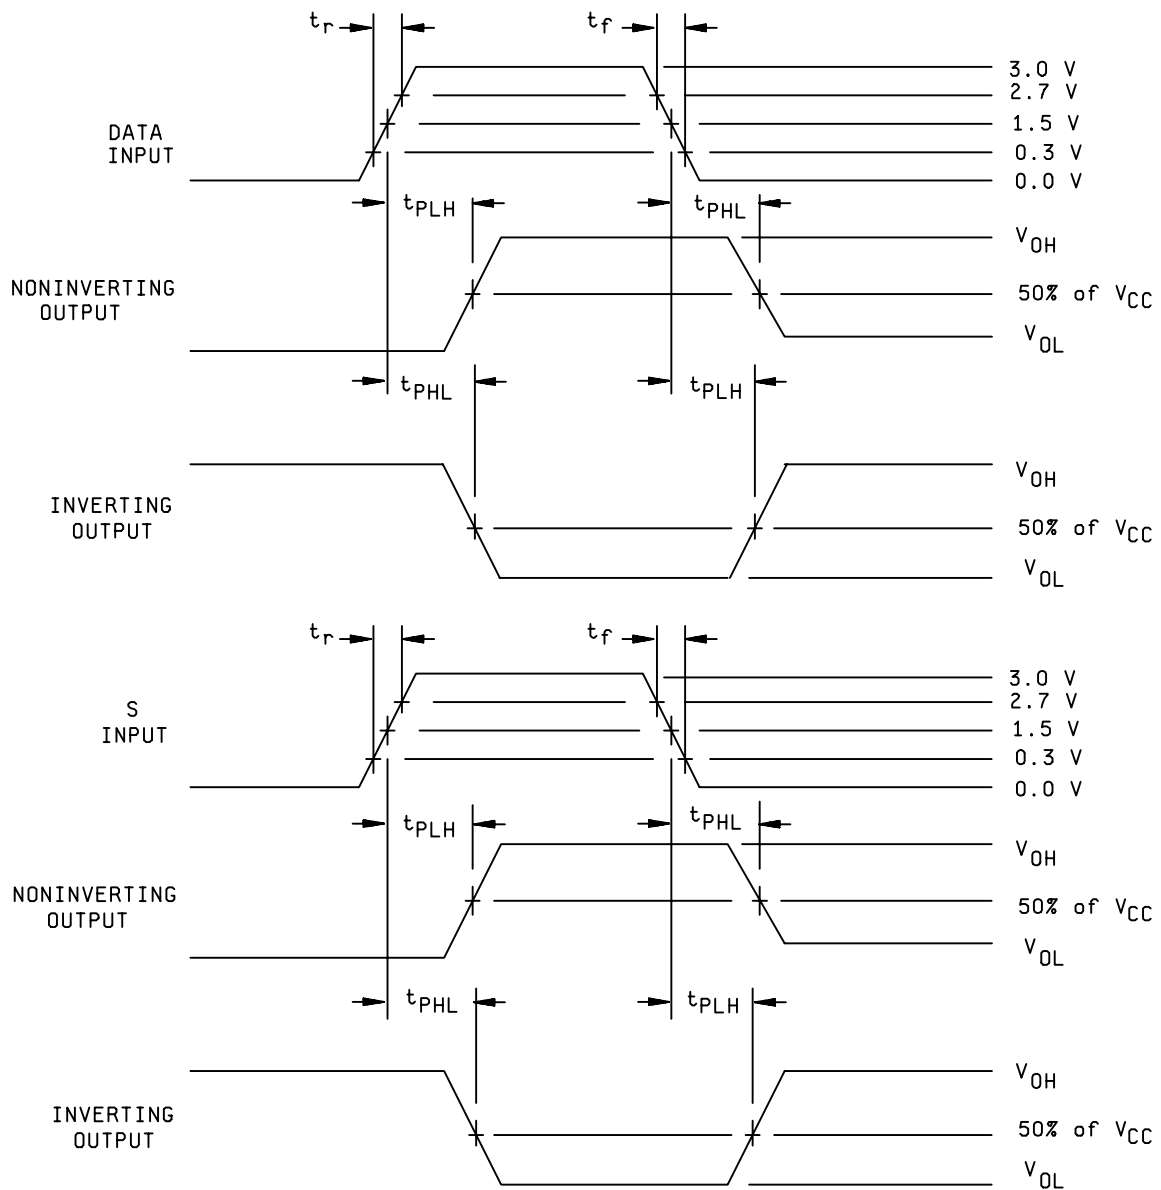 tr
tf
3.0 V
2.7 V
DATA
INPUT
1.5 V
0.3 V
0.0 V
tPLH
tPHL
VOH
NONINVERTING
OUTPUT
50% of VCC
VOL
tPHL
tPLH
VOH
INVERTING
OUTPUT
50% of VCC
VOL
tr
tf
3.0 V
2.7 V
S
INPUT
1.5 V
0.3 V
0.0 V
tPLH
tPHL
VOH
NONINVERTING
OUTPUT
50% of VCC
VOL
tPHL
tPLH
VOH
INVERTING
OUTPUT
50% of VCC
VOL